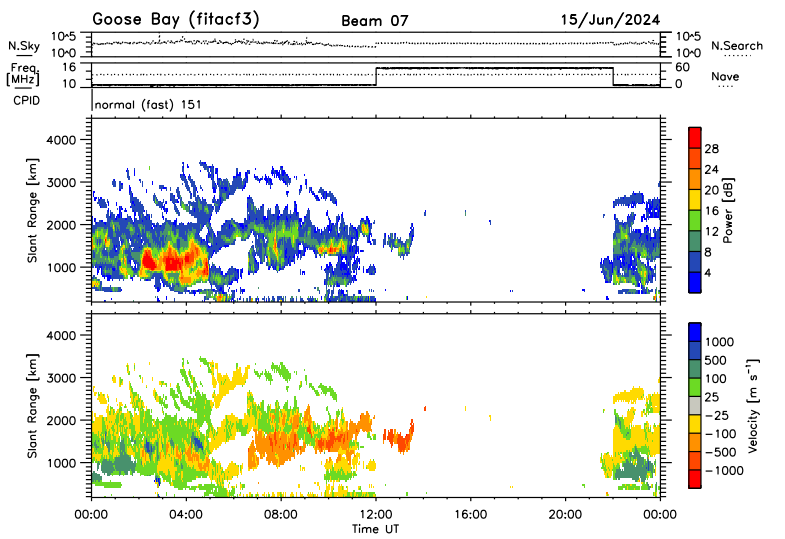 Goose Bay (fitacf3) Beam 07 15/Jun/2024
N.Sky 10^5 10^0 10^5 10^0 N.Search
Freq. [MHz] 16 10 60 0 Nave
CPID normal (fast) 151
Slant Range [km] 4000 3000 2000 1000
28 24 20 16 12 8 4 Power [dB]
Slant Range [km] 4000 3000 2000 1000
1000 500 100 25 −25 −100 −500 −1000 Velocity [m s⁻¹]
00:00 04:00 08:00 12:00 16:00 20:00 00:00
Time UT